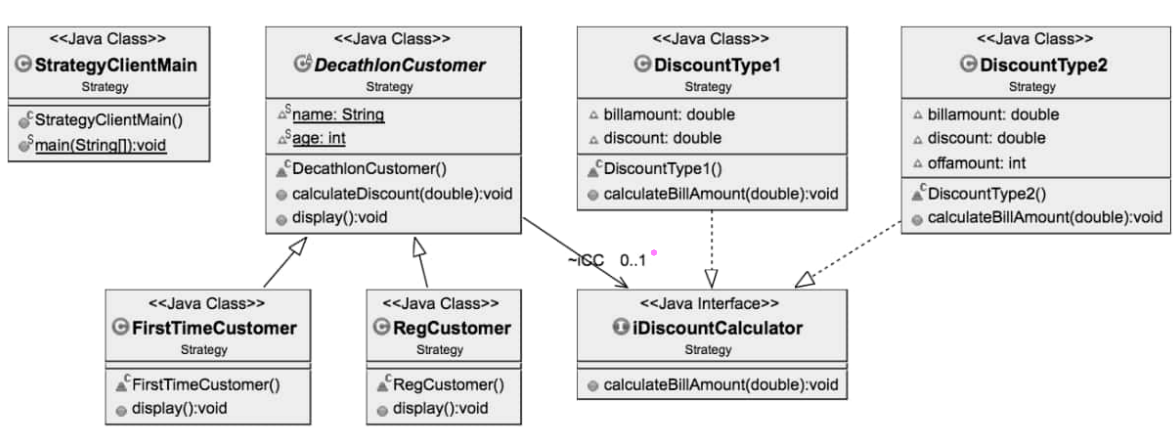 <<Java Class>>
StrategyClientMain
Strategy
StrategyClientMain()
main(String[]):void
<<Java Class>>
DecathlonCustomer
Strategy
name: String
age: int
DecathlonCustomer()
calculateDiscount(double):void
display():void
<<Java Class>>
DiscountType1
Strategy
billamount: double
discount: double
DiscountType1()
calculateBillAmount(double):void
<<Java Class>>
DiscountType2
Strategy
billamount: double
discount: double
offamount: int
DiscountType2()
calculateBillAmount(double):void
~iCC 0..1
<<Java Class>>
FirstTimeCustomer
Strategy
FirstTimeCustomer()
display():void
<<Java Class>>
RegCustomer
Strategy
RegCustomer()
display():void
<<Java Interface>>
iDiscountCalculator
Strategy
calculateBillAmount(double):void